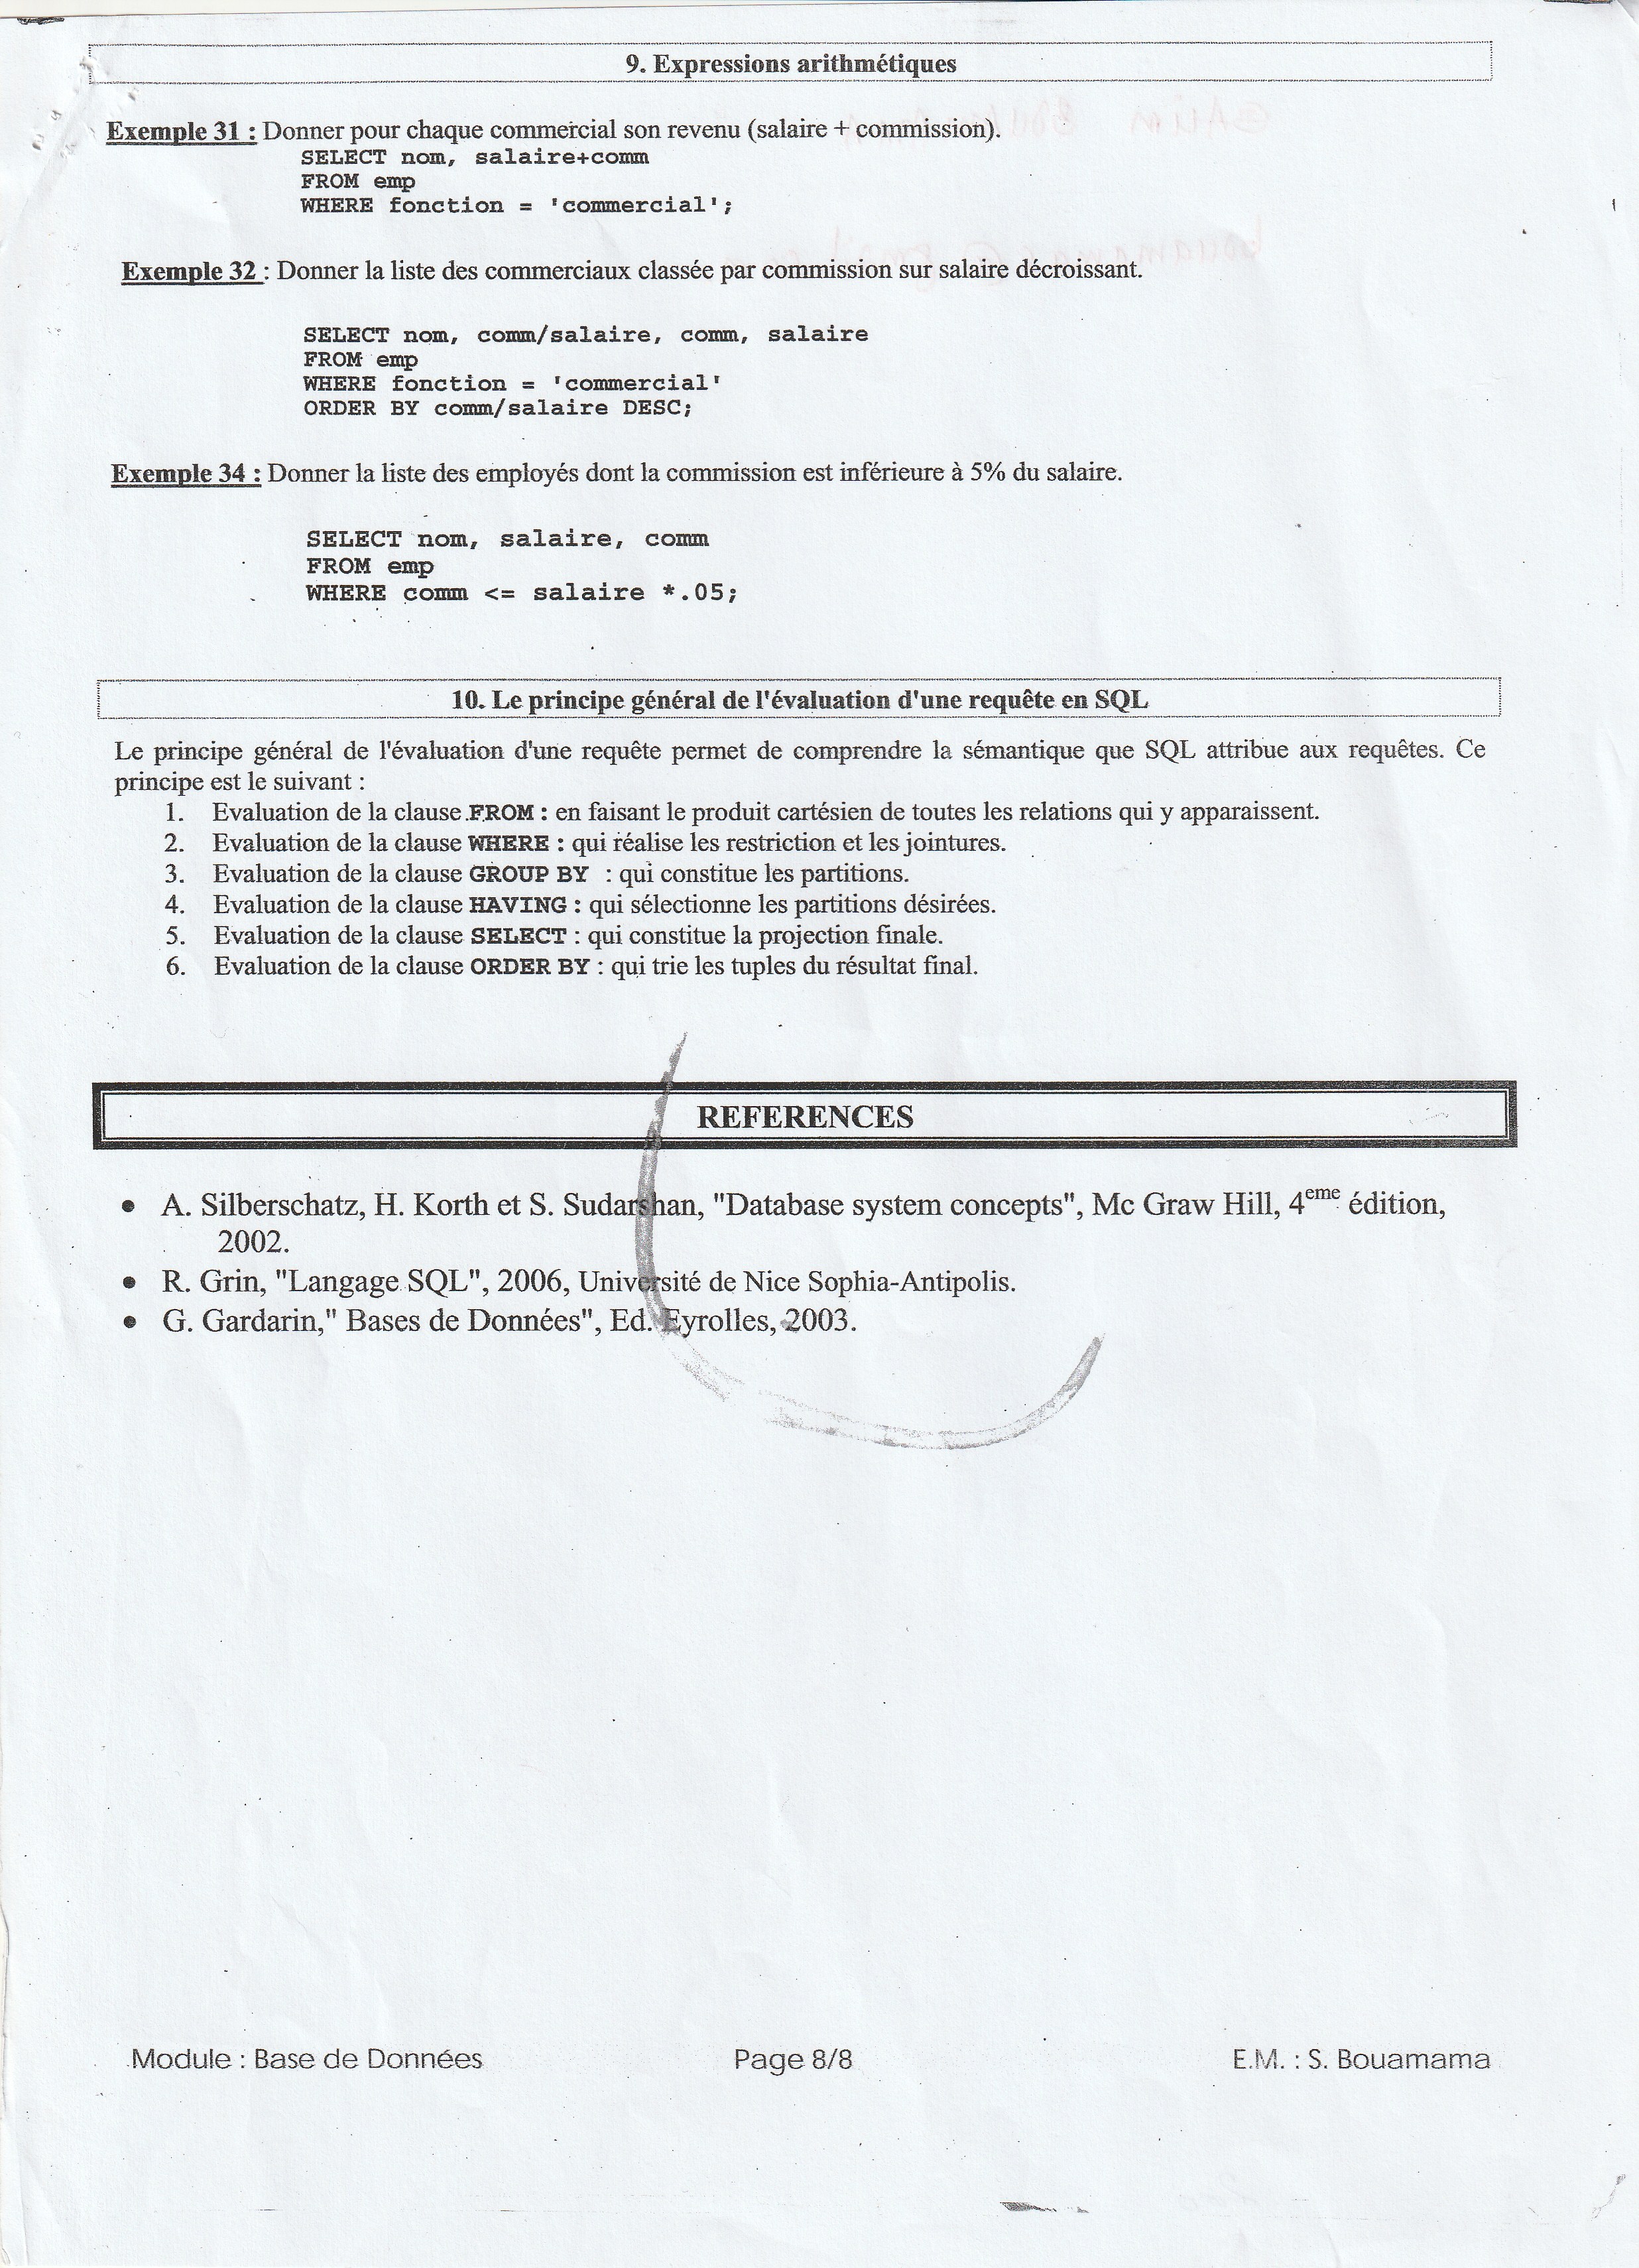 9. Expressions arithmétiques
Exemple 31 : Donner pour chaque commercial son revenu (salaire + commission).
SELECT nom, salaire+comm
FROM emp
WHERE fonction = 'commercial';
Exemple 32 : Donner la liste des commerciaux classée par commission sur salaire décroissant.
SELECT nom, comm/salaire, comm, salaire
FROM emp
WHERE fonction = 'commercial'
ORDER BY comm/salaire DESC;
Exemple 34 : Donner la liste des employés dont la commission est inférieure à 5% du salaire.
SELECT nom, salaire, comm
FROM emp
WHERE comm <= salaire *.05;
10. Le principe général de l'évaluation d'une requête en SQL
Le principe général de l'évaluation d'une requête permet de comprendre la sémantique que SQL attribue aux requêtes. Ce
principe est le suivant :
1. Evaluation de la clause FROM : en faisant le produit cartésien de toutes les relations qui y apparaissent.
2. Evaluation de la clause WHERE : qui réalise les restriction et les jointures.
3. Evaluation de la clause GROUP BY : qui constitue les partitions.
4. Evaluation de la clause HAVING : qui sélectionne les partitions désirées.
5. Evaluation de la clause SELECT : qui constitue la projection finale.
6. Evaluation de la clause ORDER BY : qui trie les tuples du résultat final.
REFERENCES
• A. Silberschatz, H. Korth et S. Sudarshan, "Database system concepts", Mc Graw Hill, 4eme édition,
2002.
• R. Grin, "Langage SQL", 2006, Université de Nice Sophia-Antipolis.
• G. Gardarin," Bases de Données", Ed. Eyrolles, 2003.
Module : Base de Données Page 8/8 E.M. : S. Bouamama